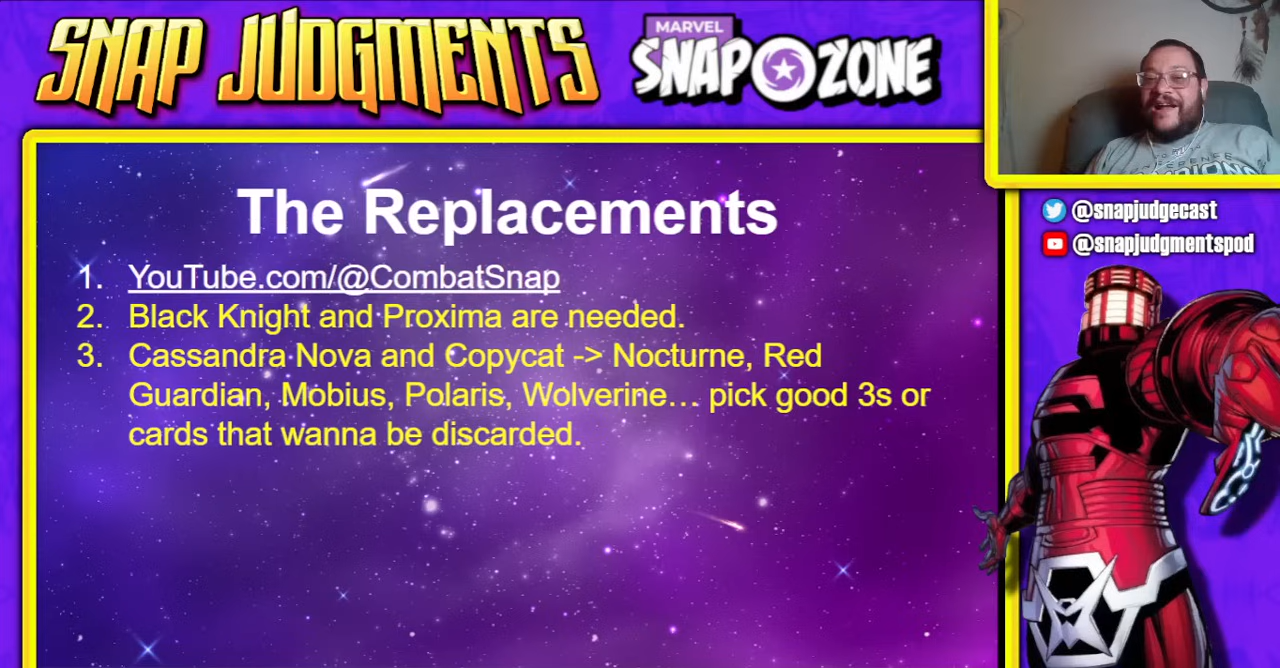 SNAP JUDGMENTS
MARVEL
SNAP ZONE
The Replacements
1. YouTube.com/@CombatSnap
2. Black Knight and Proxima are needed.
3. Cassandra Nova and Copycat -> Nocturne, Red
Guardian, Mobius, Polaris, Wolverine… pick good 3s or
cards that wanna be discarded.
@snapjudgecast
@snapjudgmentspod